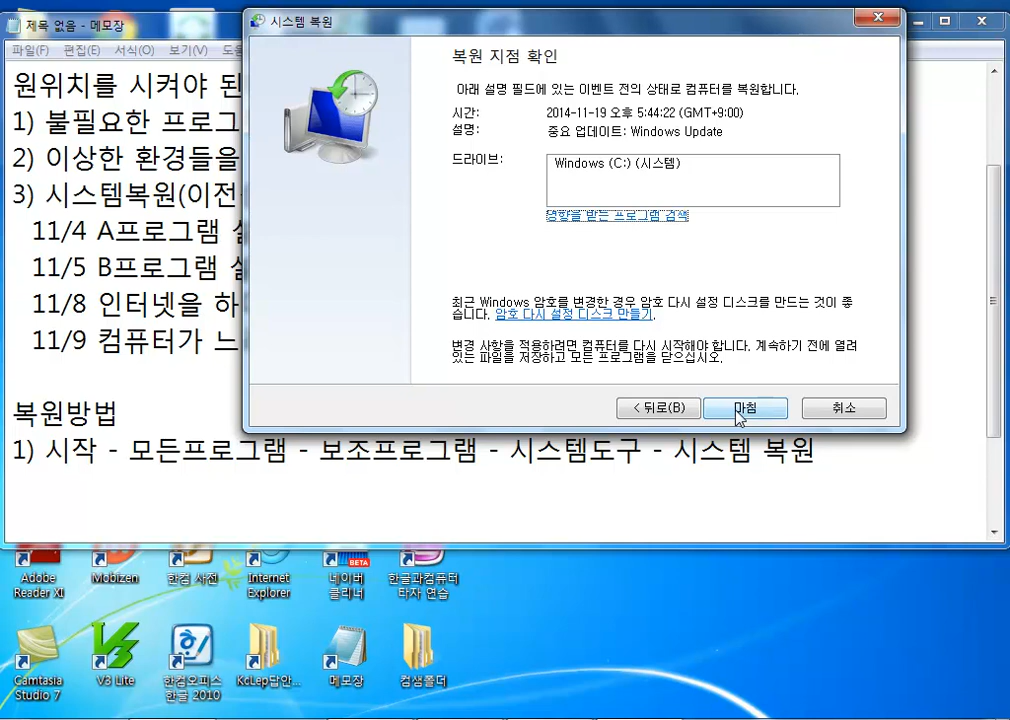 제목 없음 - 메모장
파일(F) 편집(E) 서식(O) 보기(V) 도움
원위치를 시켜야 된
1) 불필요한 프로그
2) 이상한 환경들을
3) 시스템복원(이전
11/4 A프로그램 설
11/5 B프로그램 설
11/8 인터넷을 하
11/9 컴퓨터가 느
복원방법
1) 시작 - 모든프로그램 - 보조프로그램 - 시스템도구 - 시스템 복원
시스템 복원
복원 지점 확인
아래 설명 필드에 있는 이벤트 전의 상태로 컴퓨터를 복원합니다.
시간: 2014-11-19 오후 5:44:22 (GMT+9:00)
설명: 중요 업데이트: Windows Update
드라이브: Windows (C:) (시스템)
영향을 받는 프로그램 검색
최근 Windows 암호를 변경한 경우 암호 다시 설정 디스크를 만드는 것이 좋
습니다. 암호 다시 설정 디스크 만들기.
변경 사항을 적용하려면 컴퓨터를 다시 시작해야 합니다. 계속하기 전에 열려
있는 파일을 저장하고 모든 프로그램을 닫으십시오.
< 뒤로(B) 마침 취소
Adobe
Reader XI
Mobizen
한컴 사전
Internet
Explorer
BETA
네이버
클리너
한글과컴퓨터
타자 연습
Camtasia
Studio 7
V3 Lite
한컴오피스
한글 2010
KcLep답안...
메모장
컴샘폴더